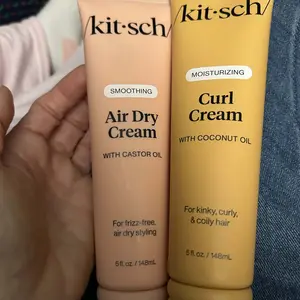 /kit·sch/
SMOOTHING
Air Dry
Cream
WITH CASTOR OIL
For frizz-free,
air dry styling
5 fl. oz. / 148mL
/kit·sch/
MOISTURIZING
Curl
Cream
WITH COCONUT OIL
For kinky, curly,
& coily hair
5 fl. oz. / 148mL